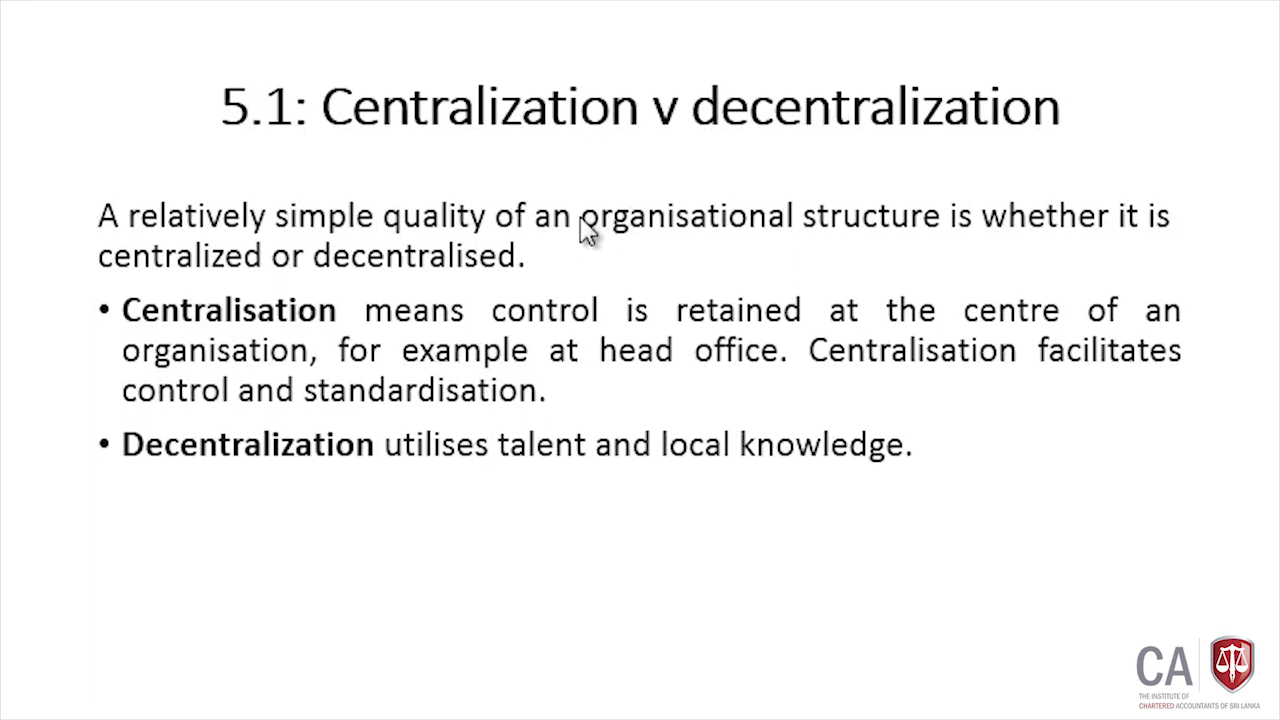 5.1: Centralization v decentralization
A relatively simple quality of an organisational structure is whether it is
centralized or decentralised.
• Centralisation means control is retained at the centre of an
organisation, for example at head office. Centralisation facilitates
control and standardisation.
• Decentralization utilises talent and local knowledge.
CA
THE INSTITUTE OF
CHARTERED ACCOUNTANTS OF SRI LANKA